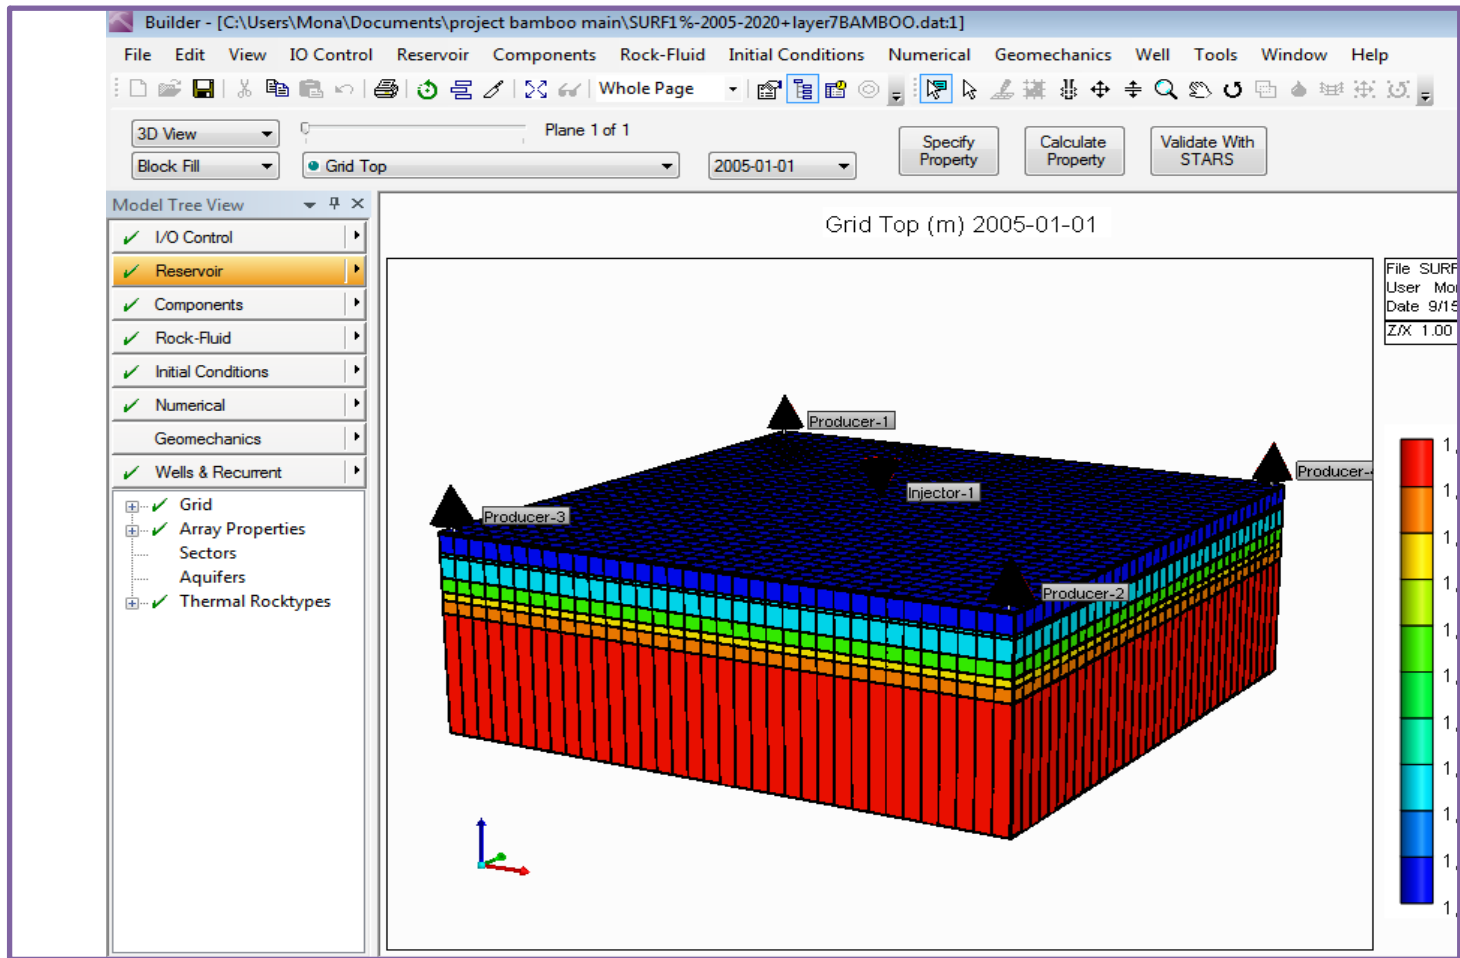 Builder - [C:\Users\Mona\Documents\project bamboo main\SURF1%-2005-2020+layer7BAMBOO.dat:1]
File Edit View IO Control Reservoir Components Rock-Fluid Initial Conditions Numerical Geomechanics Well Tools Window Help
Whole Page
3D View
Plane 1 of 1
Block Fill
Grid Top
2005-01-01
Specify
Property
Calculate
Property
Validate With
STARS
Model Tree View
I/O Control
Reservoir
Components
Rock-Fluid
Initial Conditions
Numerical
Geomechanics
Wells & Recurrent
Grid
Array Properties
Sectors
Aquifers
Thermal Rocktypes
Grid Top (m) 2005-01-01
File SURF
User Mo
Date 9/15
Z/X 1.00
Producer-1
Producer-
Injector-1
Producer-3
Producer-2
1,
1,
1,
1,
1,
1,
1,
1,
1,
1,
1,